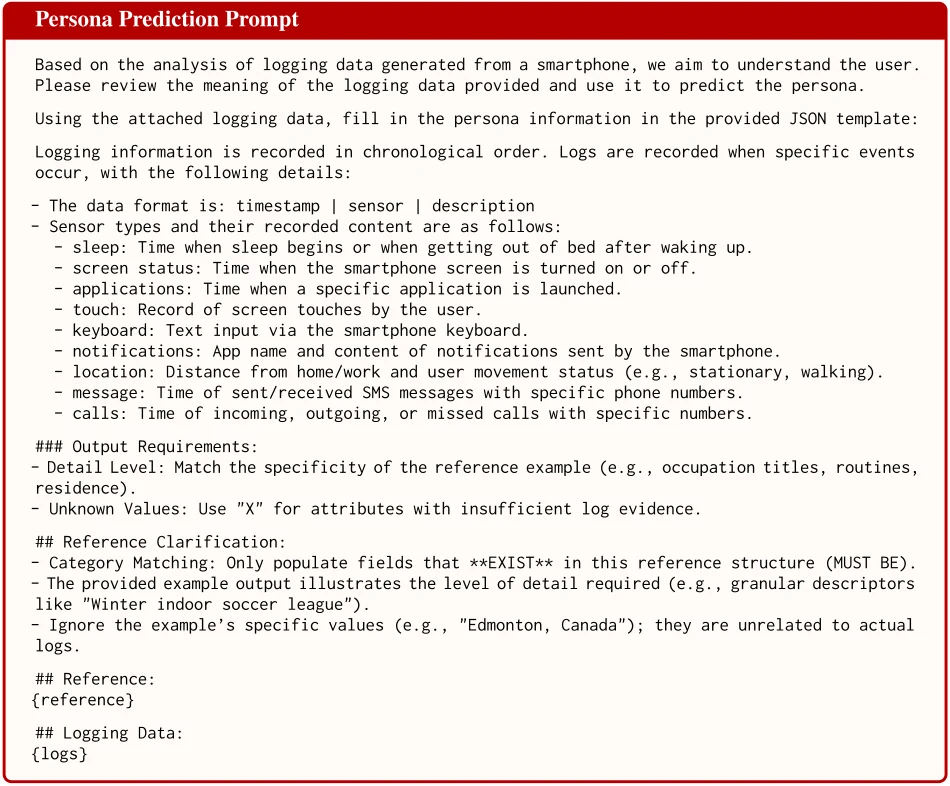 Persona Prediction Prompt
Based on the analysis of logging data generated from a smartphone, we aim to understand the user.
Please review the meaning of the logging data provided and use it to predict the persona.
Using the attached logging data, fill in the persona information in the provided JSON template:
Logging information is recorded in chronological order. Logs are recorded when specific events
occur, with the following details:
- The data format is: timestamp | sensor | description
- Sensor types and their recorded content are as follows:
- sleep: Time when sleep begins or when getting out of bed after waking up.
- screen status: Time when the smartphone screen is turned on or off.
- applications: Time when a specific application is launched.
- touch: Record of screen touches by the user.
- keyboard: Text input via the smartphone keyboard.
- notifications: App name and content of notifications sent by the smartphone.
- location: Distance from home/work and user movement status (e.g., stationary, walking).
- message: Time of sent/received SMS messages with specific phone numbers.
- calls: Time of incoming, outgoing, or missed calls with specific numbers.
### Output Requirements:
- Detail Level: Match the specificity of the reference example (e.g., occupation titles, routines,
residence).
- Unknown Values: Use "X" for attributes with insufficient log evidence.
## Reference Clarification:
- Category Matching: Only populate fields that **EXIST** in this reference structure (MUST BE).
- The provided example output illustrates the level of detail required (e.g., granular descriptors
like "Winter indoor soccer league").
- Ignore the example's specific values (e.g., "Edmonton, Canada"); they are unrelated to actual
logs.
## Reference:
{reference}
## Logging Data:
{logs}